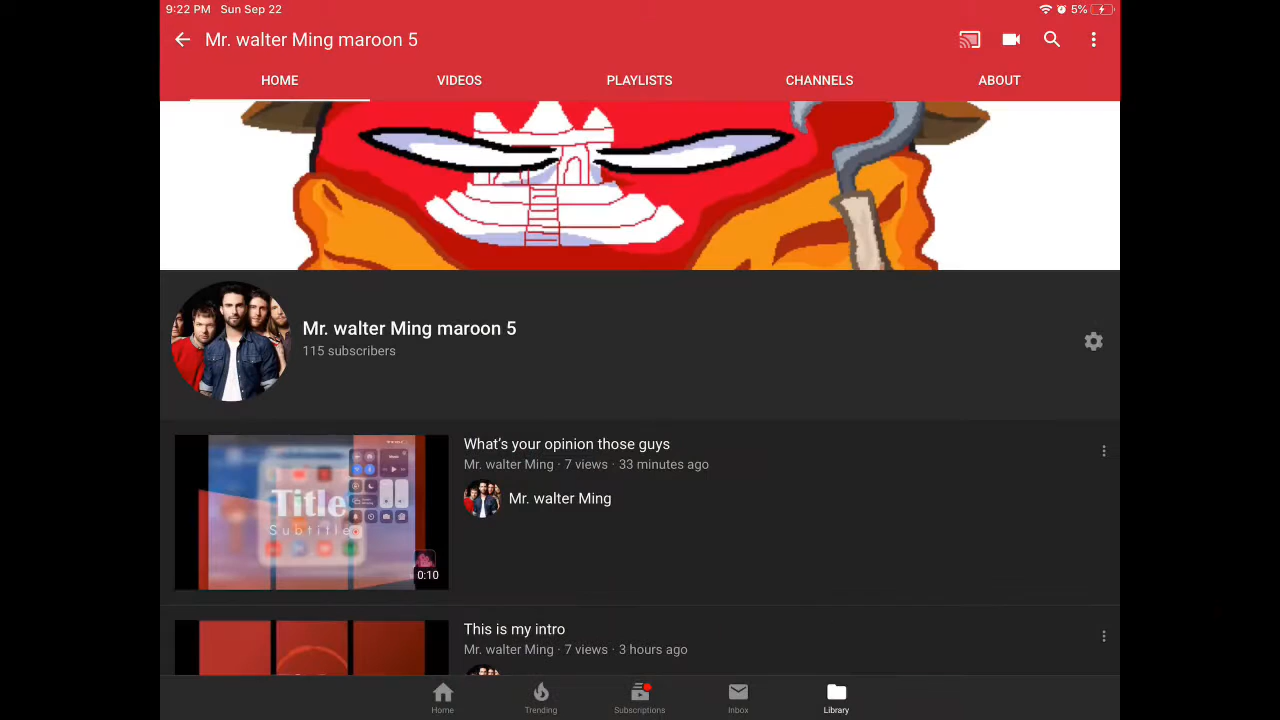 9:22 PM Sun Sep 22 5%
Mr. walter Ming maroon 5
HOME VIDEOS PLAYLISTS CHANNELS ABOUT
Mr. walter Ming maroon 5
115 subscribers
What's your opinion those guys
Mr. walter Ming · 7 views · 33 minutes ago
Mr. walter Ming
Title
Subtitle
0:10
This is my intro
Mr. walter Ming · 7 views · 3 hours ago
Home Trending Subscriptions Inbox Library